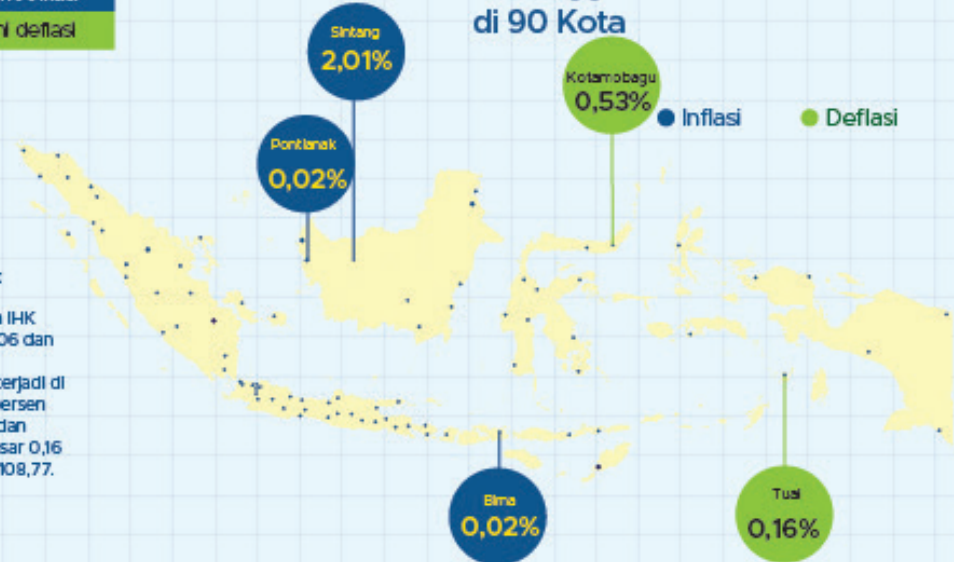 ni deflasi
di 90 Kota
Sintang
2,01%
Kotamobagu
0,53%
Inflasi
Deflasi
Pontianak
0,02%
IHK
06 dan
terjadi di
persen
dan
sar 0,16
108,77.
Bima
0,02%
Tual
0,16%